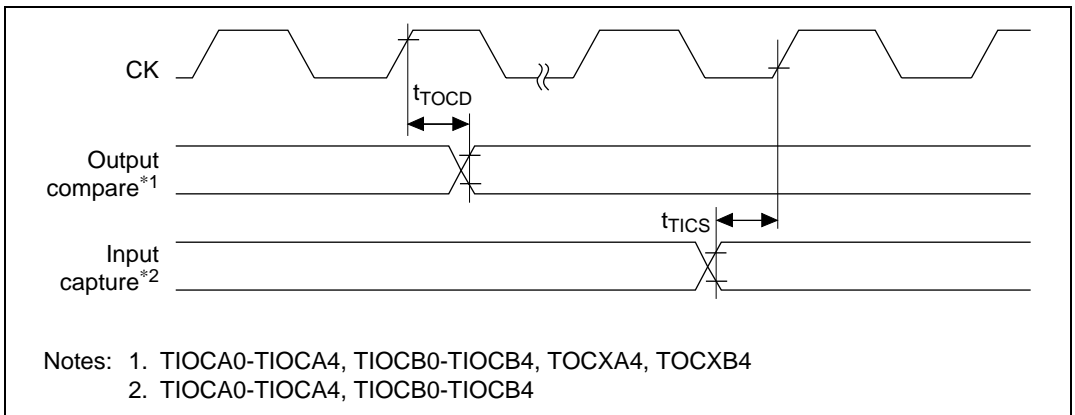 CK
tTOCD
Output
compare*1
tTICS
Input
capture*2
Notes: 1. TIOCA0-TIOCA4, TIOCB0-TIOCB4, TOCXA4, TOCXB4
2. TIOCA0-TIOCA4, TIOCB0-TIOCB4